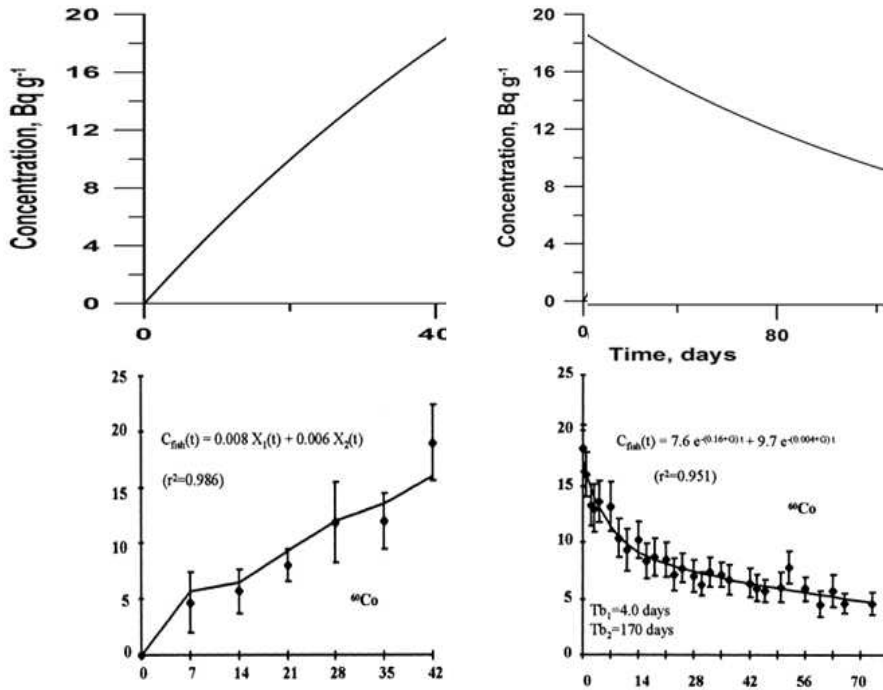 Concentration, Bq g⁻¹
20
16
12
8
4
0
0
40
Concentration, Bq g⁻¹
20
16
12
8
4
0
0
80
Time, days
25
20
15
10
5
0
C_fish(t) = 0.008 X₁(t) + 0.006 X₂(t)
(r²=0.986)
⁶⁰Co
0 7 14 21 28 35 42
25
20
15
10
5
0
C_fish(t) = 7.6 e^-(0.16+G) t + 9.7 e^-(0.004+G) t
(r²=0.951)
⁶⁰Co
Tb₁=4.0 days
Tb₂=170 days
0 14 28 42 56 70